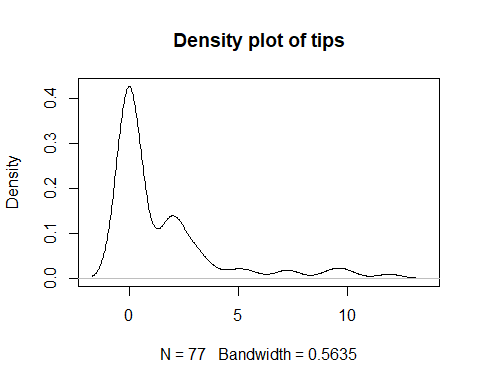 Density plot of tips
Density
0.4
0.3
0.2
0.1
0.0
0 5 10
N = 77 Bandwidth = 0.5635